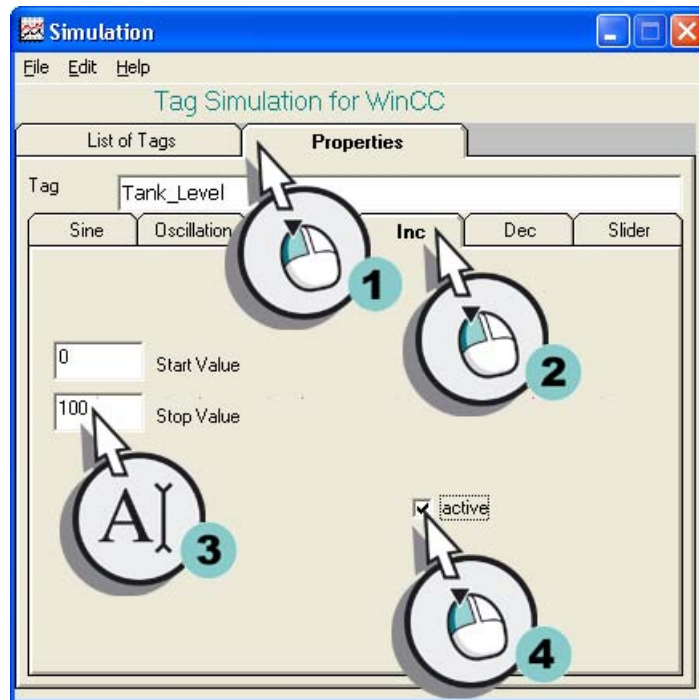 Simulation
File Edit Help
Tag Simulation for WinCC
List of Tags Properties
Tag Tank_Level
Sine Oscillation Inc Dec Slider
1
2
0 Start Value
100 Stop Value
active
A
3
4